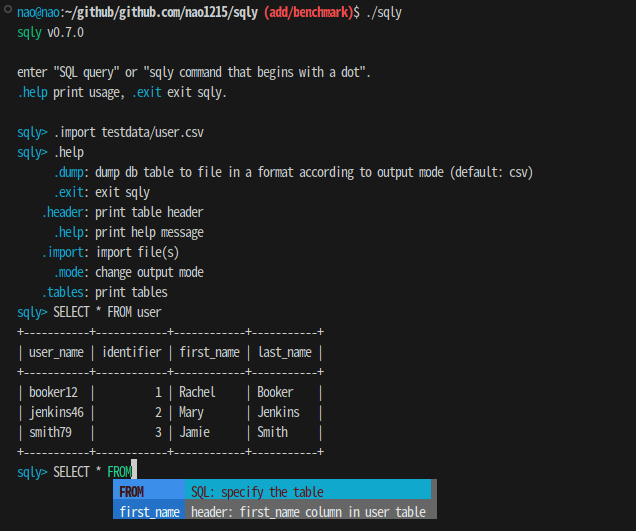 nao@nao:~/github/github.com/nao1215/sqly (add/benchmark)$ ./sqly
sqly v0.7.0
enter "SQL query" or "sqly command that begins with a dot".
.help print usage, .exit exit sqly.
sqly> .import testdata/user.csv
sqly> .help
.dump: dump db table to file in a format according to output mode (default: csv)
.exit: exit sqly
.header: print table header
.help: print help message
.import: import file(s)
.mode: change output mode
.tables: print tables
sqly> SELECT * FROM user
+-----------+------------+------------+-----------+
| user_name | identifier | first_name | last_name |
+-----------+------------+------------+-----------+
| booker12  |          1 | Rachel     | Booker    |
| jenkins46 |          2 | Mary       | Jenkins   |
| smith79   |          3 | Jamie      | Smith     |
+-----------+------------+------------+-----------+
sqly> SELECT * FROM
FROM SQL: specify the table
first_name header: first_name column in user table